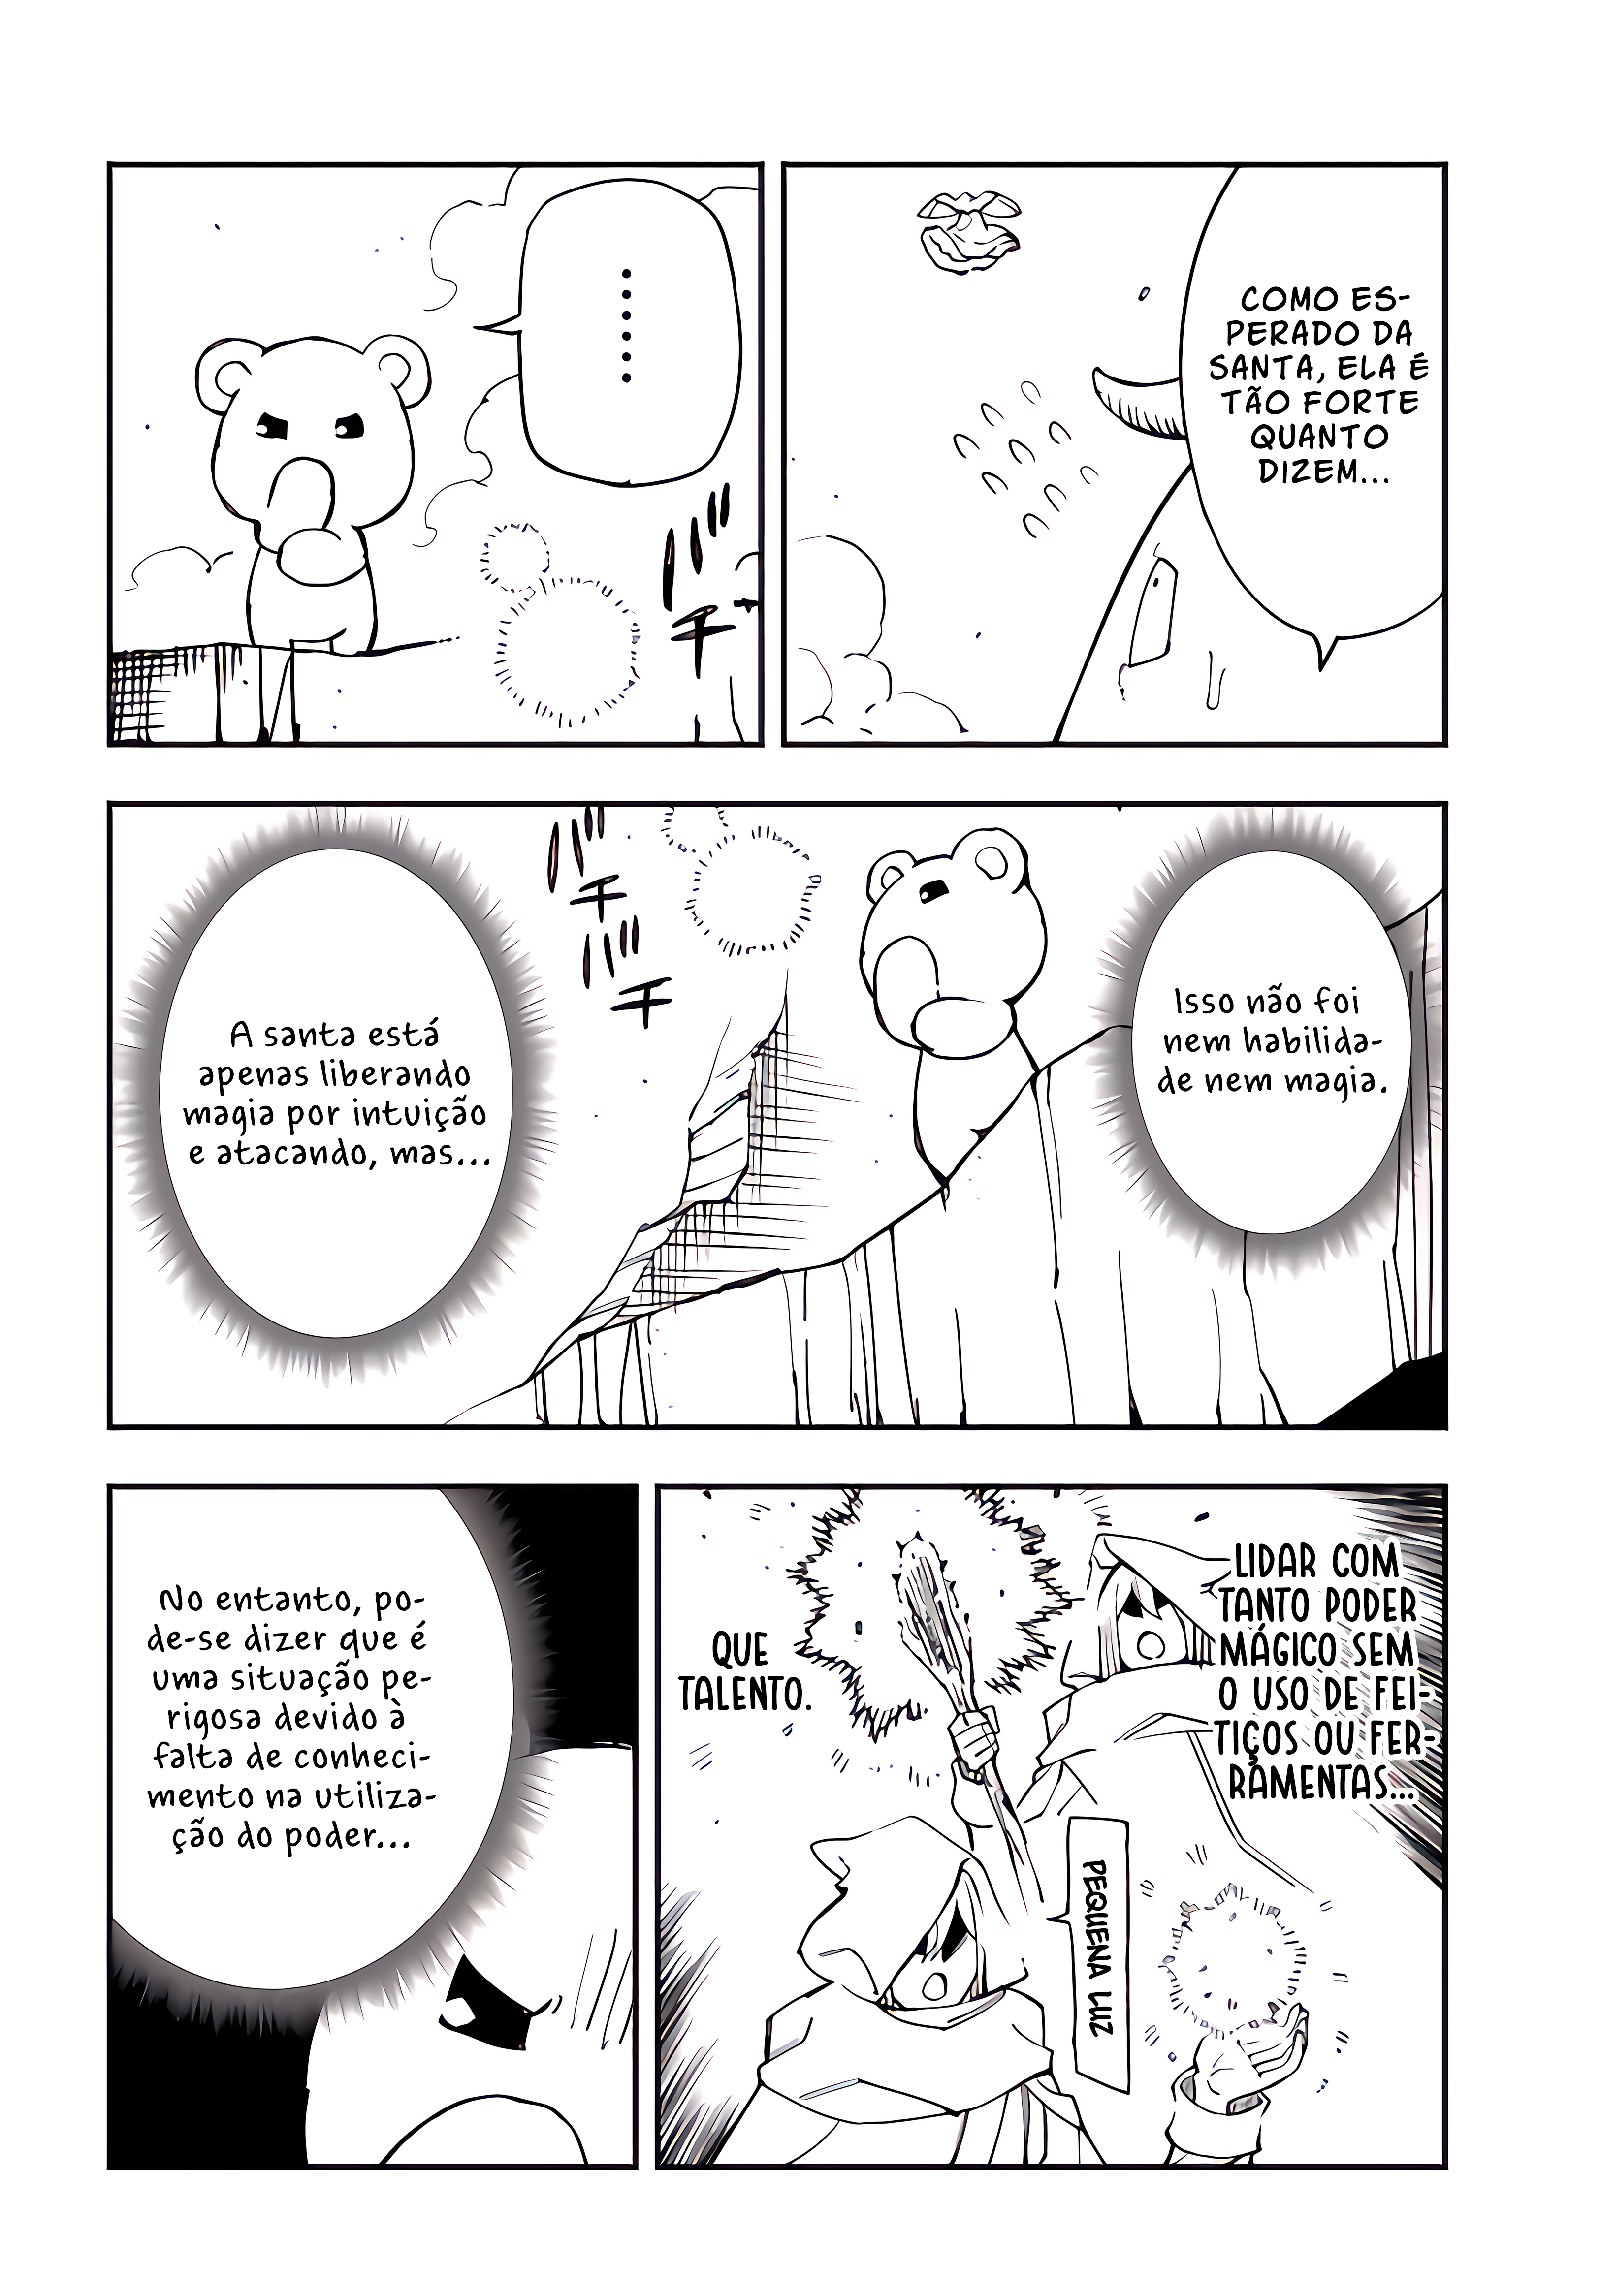 COMO ES-
PERADO DA
SANTA, ELA É
TÃO FORTE
QUANTO
DIZEM...
バチ
Isso não foi
nem habilida-
de nem magia.
バチ
バチ
A santa está
apenas liberando
magia por intuição
e atacando, mas...
LIDAR COM
TANTO PODER
MÁGICO SEM
O USO DE FEI-
TIÇOS OU FER-
RAMENTAS...
PEQUENA LUZ
QUE
TALENTO.
No entanto, po-
de-se dizer que é
uma situação pe-
rigosa devido à
falta de conheci-
mento na utiliza-
ção do poder...